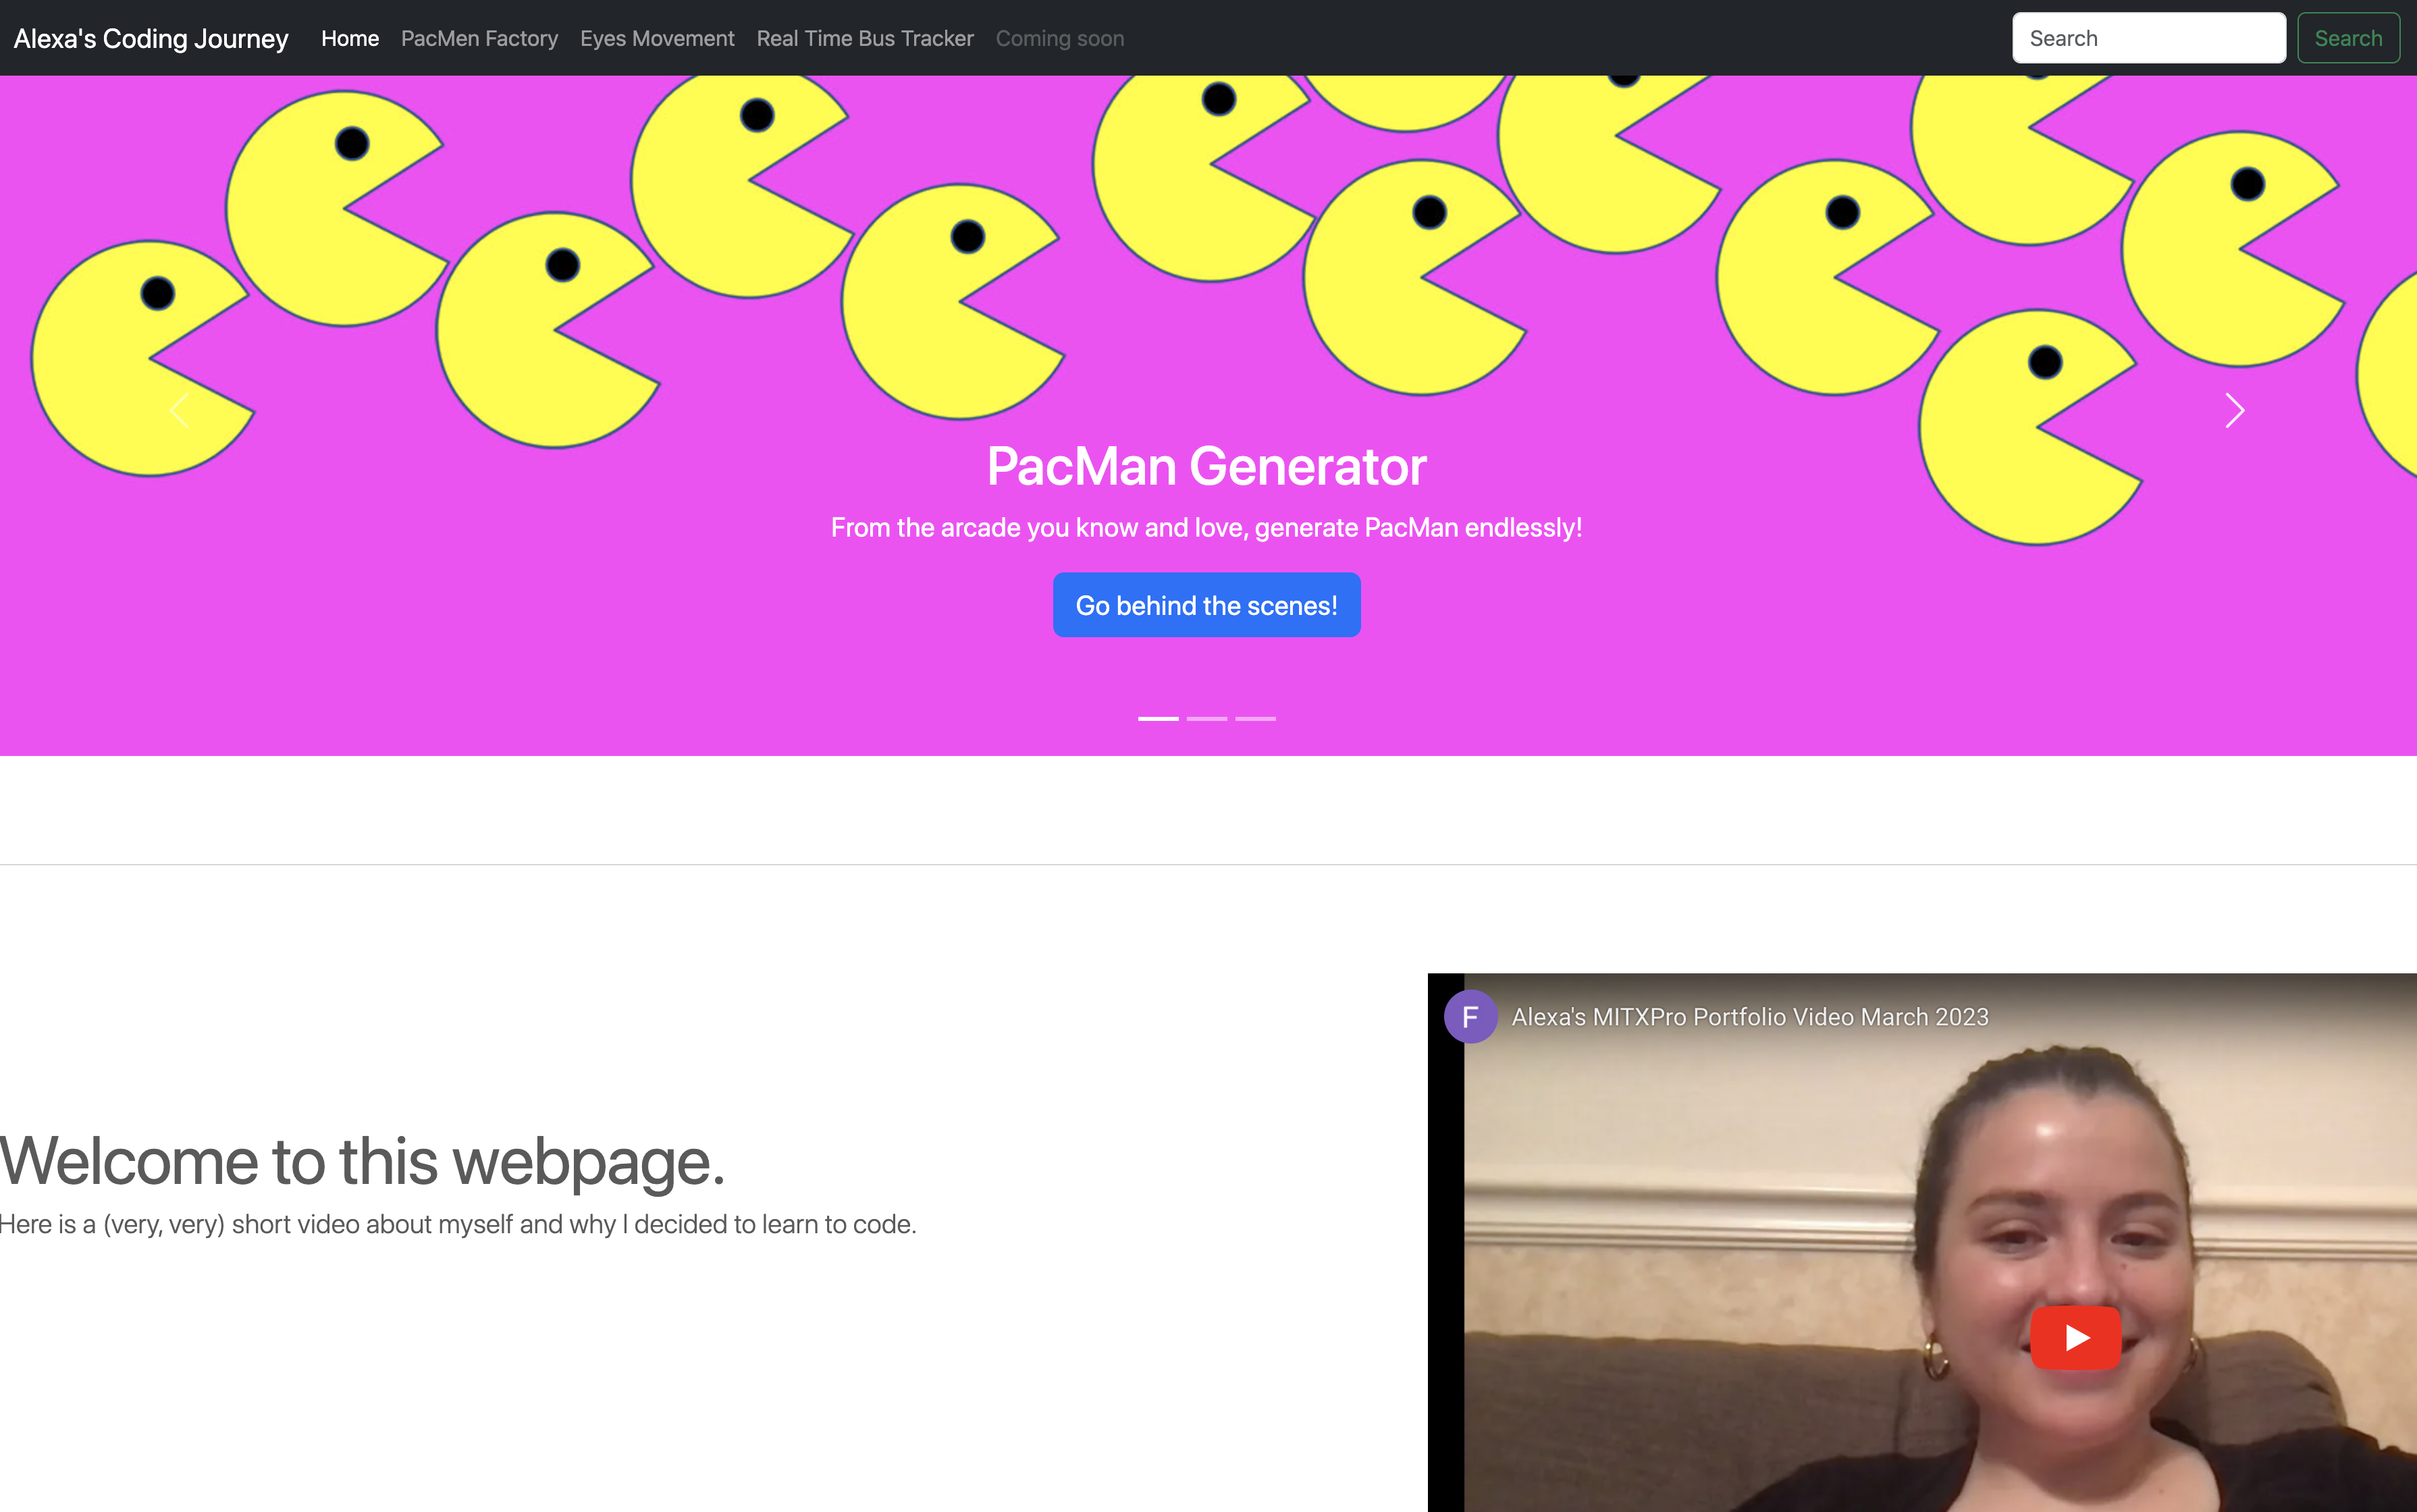 Alexa's Coding Journey Home PacMen Factory Eyes Movement Real Time Bus Tracker Coming soon Search Search
PacMan Generator
From the arcade you know and love, generate PacMan endlessly!
Go behind the scenes!
F Alexa's MITXPro Portfolio Video March 2023
Welcome to this webpage.
Here is a (very, very) short video about myself and why I decided to learn to code.